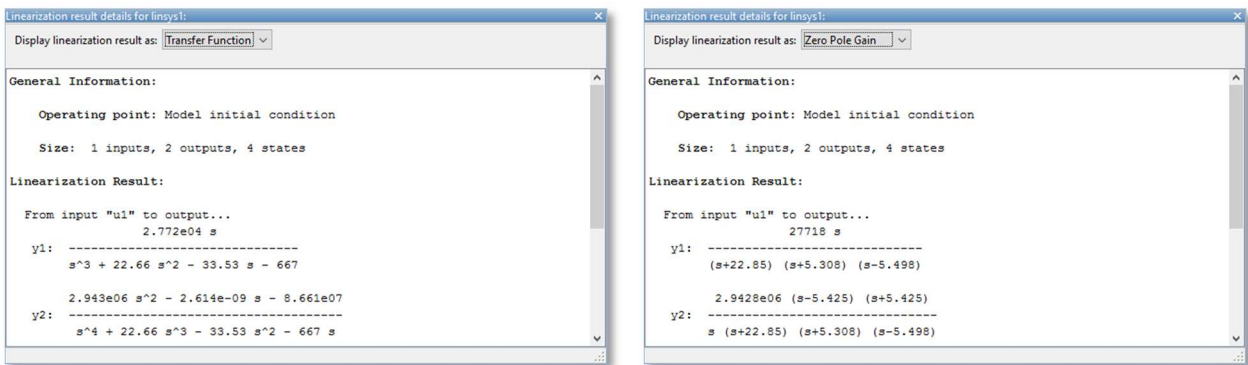 Linearization result details for linsys1:
Display linearization result as: Transfer Function
General Information:
Operating point: Model initial condition
Size: 1 inputs, 2 outputs, 4 states
Linearization Result:
From input "u1" to output...
2.772e04 s
y1: -------------------------------
s^3 + 22.66 s^2 - 33.53 s - 667
2.943e06 s^2 - 2.614e-09 s - 8.661e07
y2: -------------------------------------
s^4 + 22.66 s^3 - 33.53 s^2 - 667 s
Linearization result details for linsys1:
Display linearization result as: Zero Pole Gain
General Information:
Operating point: Model initial condition
Size: 1 inputs, 2 outputs, 4 states
Linearization Result:
From input "u1" to output...
27718 s
y1: -----------------------------
(s+22.85) (s+5.308) (s-5.498)
2.9428e06 (s-5.425) (s+5.425)
y2: -------------------------------
s (s+22.85) (s+5.308) (s-5.498)